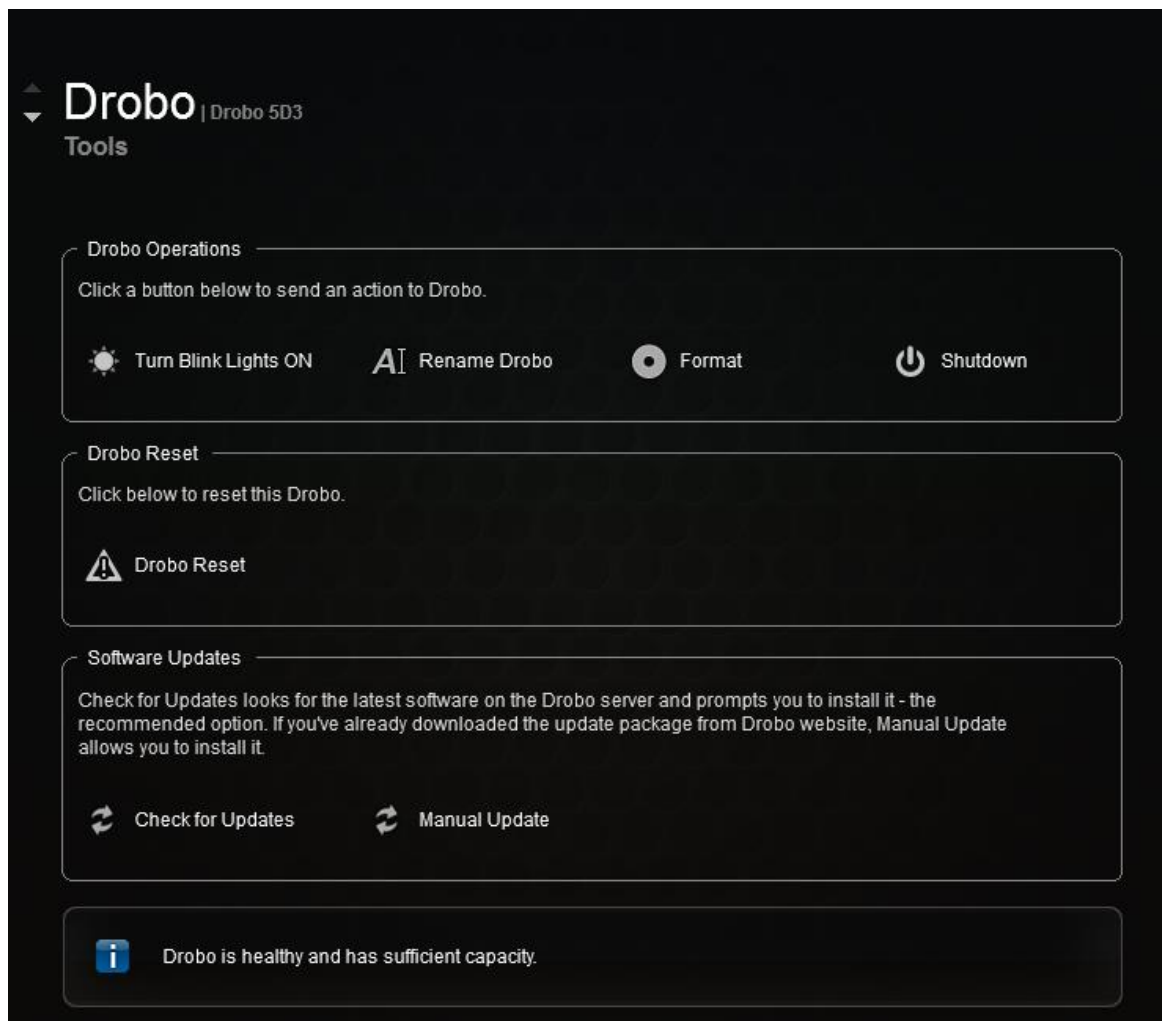 Drobo | Drobo 5D3
Tools
Drobo Operations
Click a button below to send an action to Drobo.
Turn Blink Lights ON
Rename Drobo
Format
Shutdown
Drobo Reset
Click below to reset this Drobo.
Drobo Reset
Software Updates
Check for Updates looks for the latest software on the Drobo server and prompts you to install it - the
recommended option. If you've already downloaded the update package from Drobo website, Manual Update
allows you to install it.
Check for Updates
Manual Update
Drobo is healthy and has sufficient capacity.